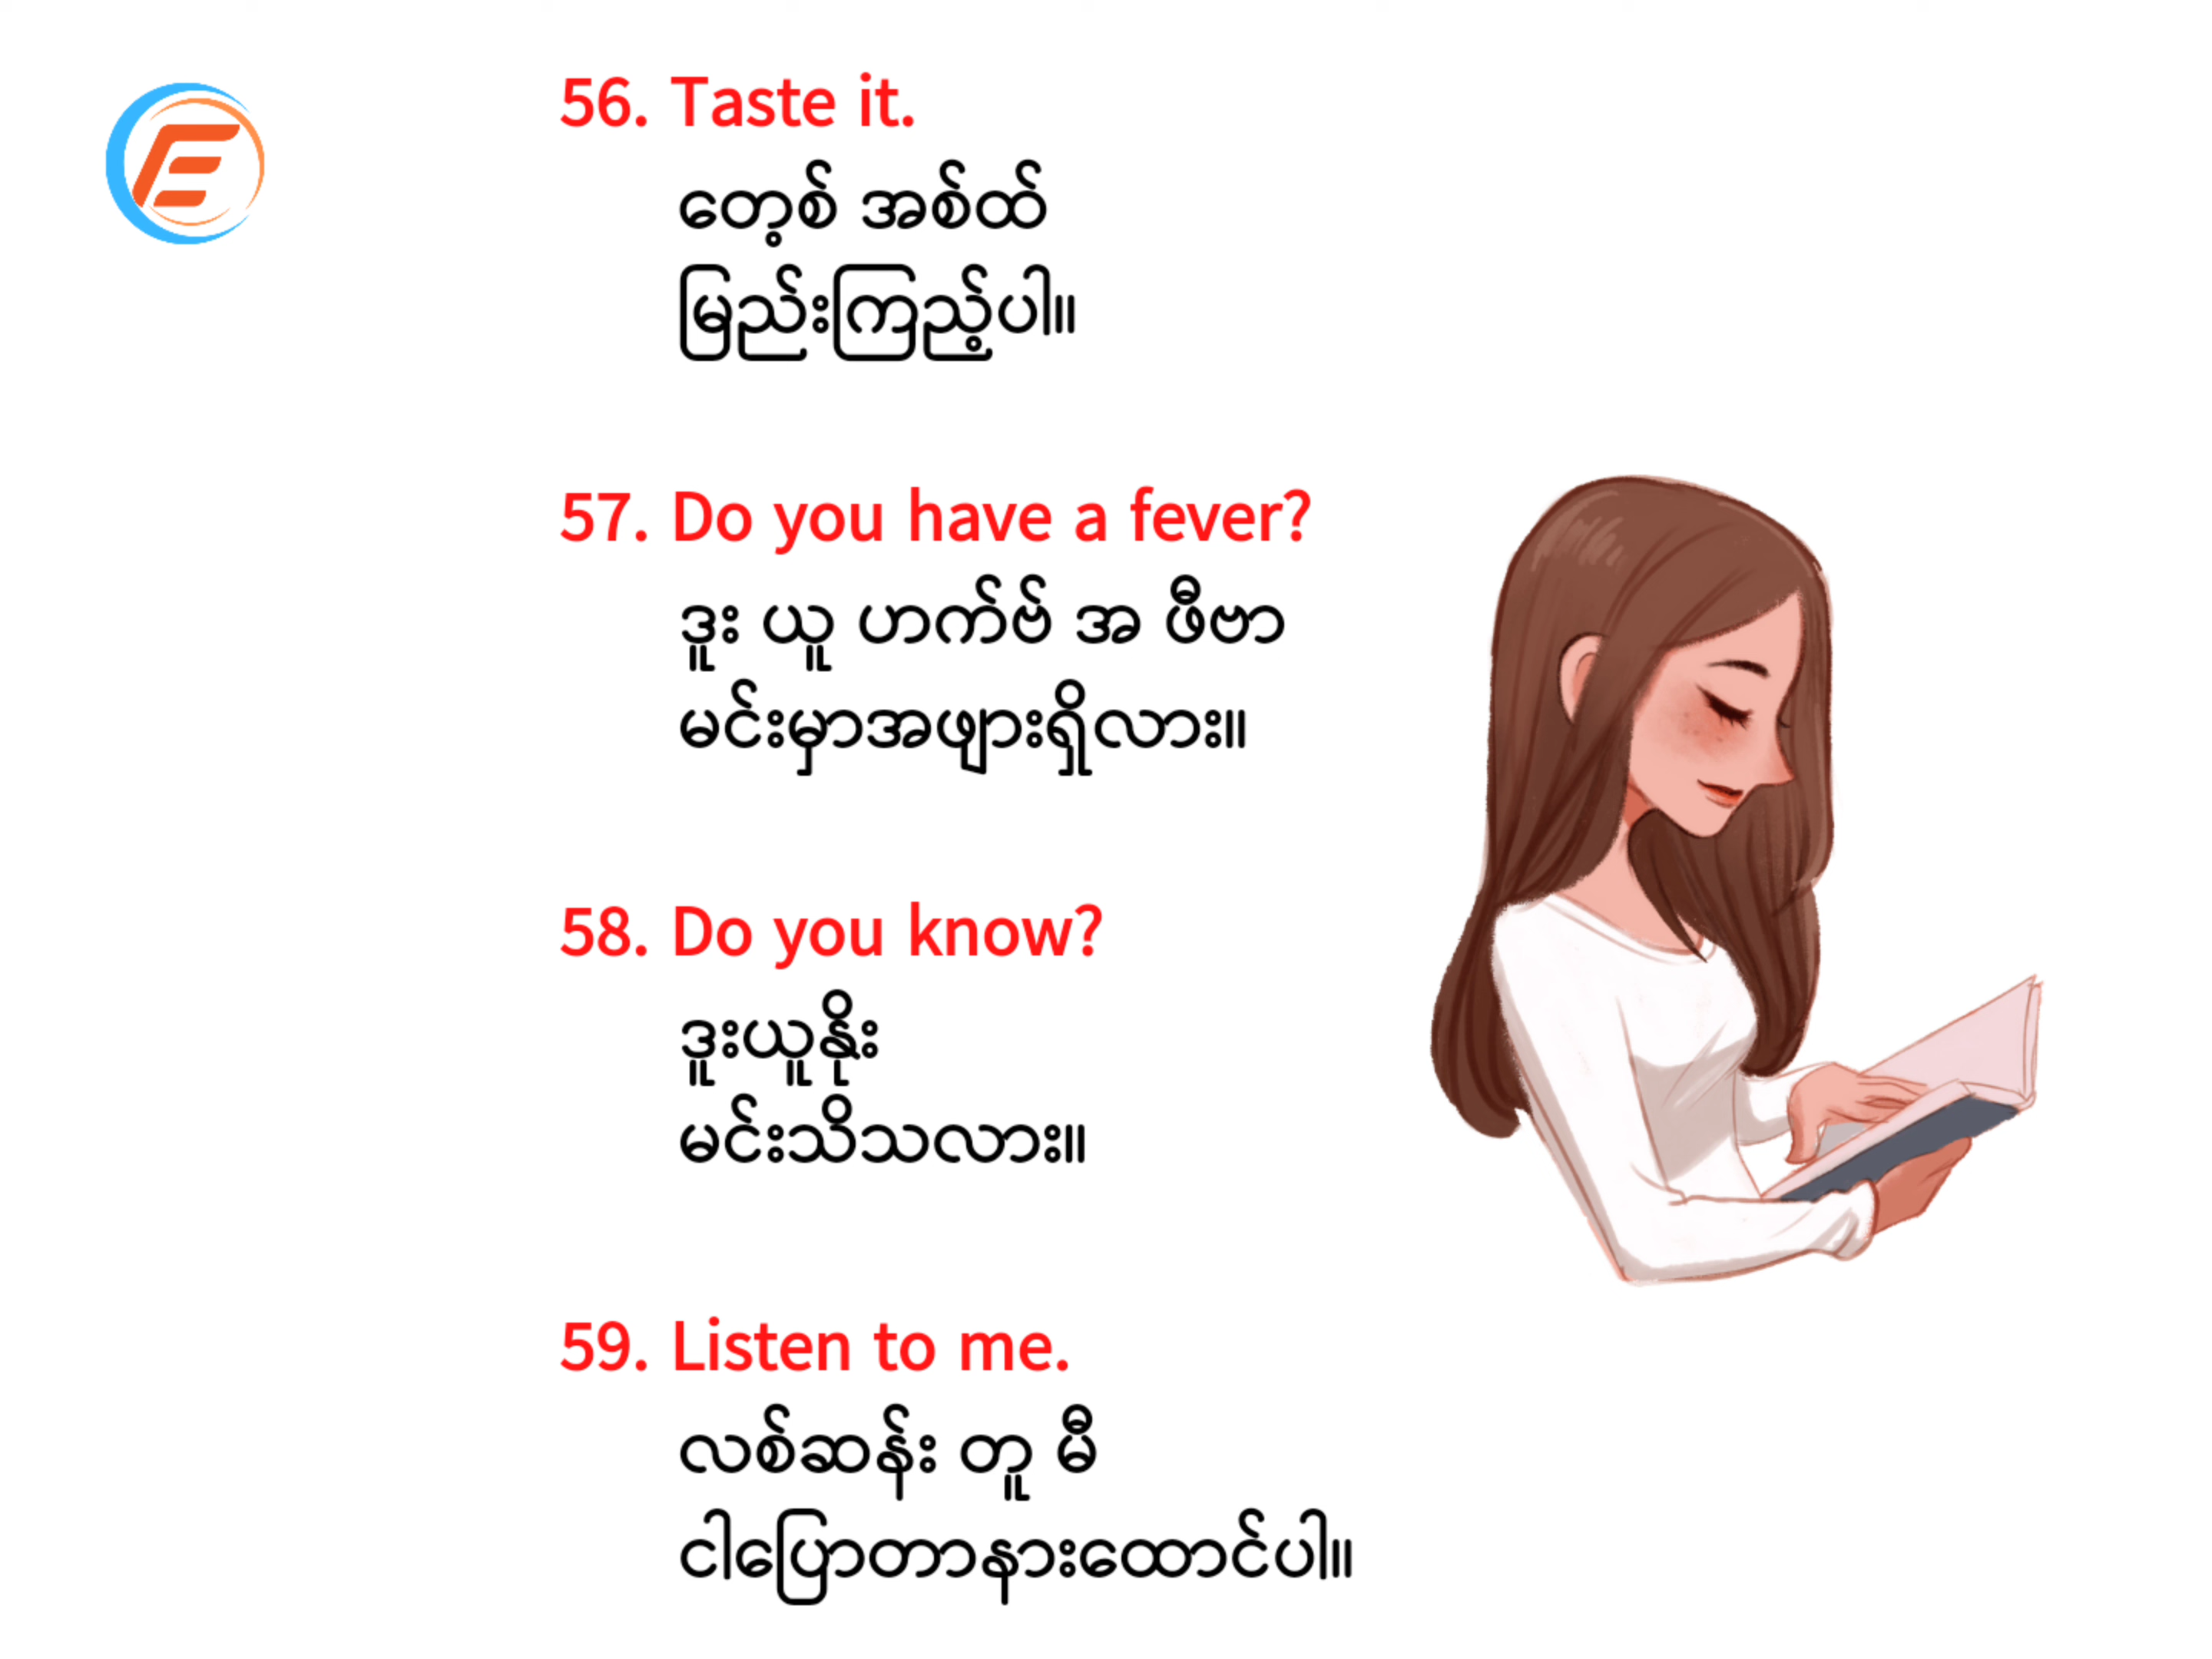 56. Taste it.
တေ့စ် အစ်ထ်
မြည်းကြည့်ပါ။
57. Do you have a fever?
ဒူး ယူ ဟက်ဗ် အ ဖီဗာ
မင်းမှာအဖျားရှိလား။
58. Do you know?
ဒူးယူနိုး
မင်းသိသလား။
59. Listen to me.
လစ်ဆန်း တူ မီ
ငါပြောတာနားထောင်ပါ။